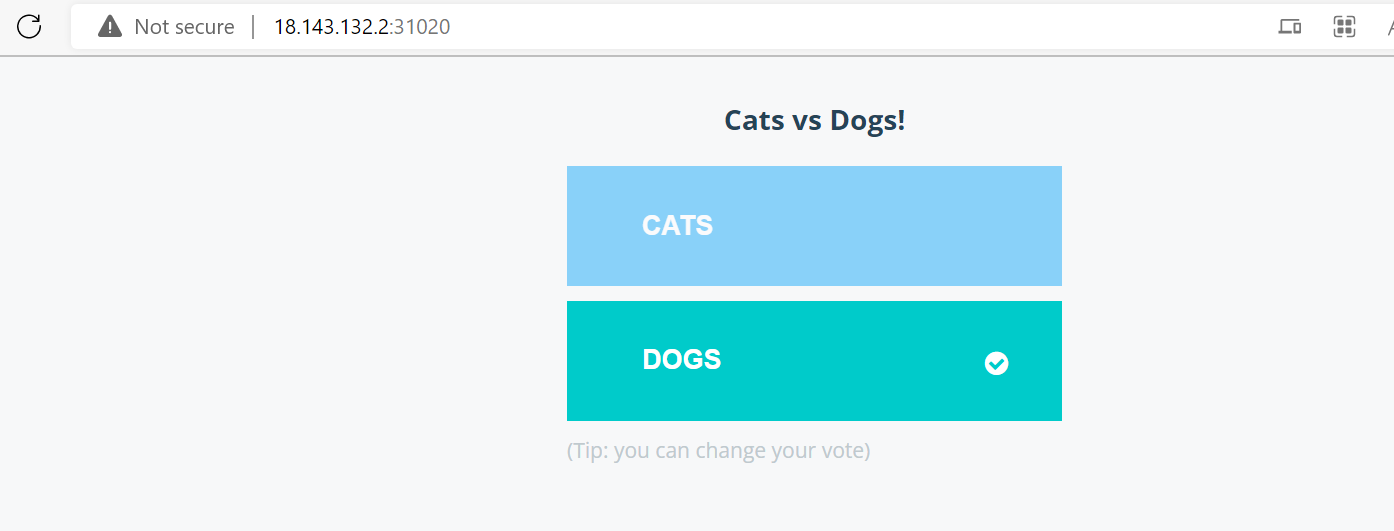 Not secure | 18.143.132.2:31020
Cats vs Dogs!
CATS
DOGS
(Tip: you can change your vote)